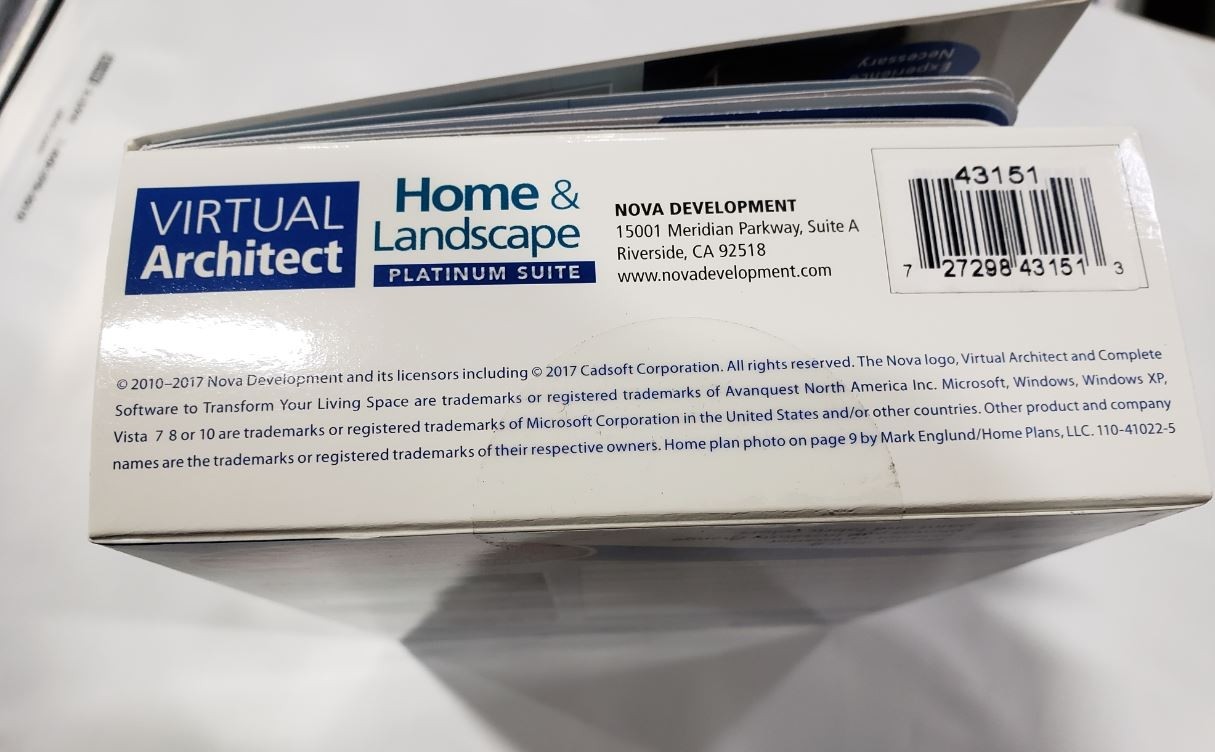 Necessary
Experience
VIRTUAL
Architect
Home &
Landscape
PLATINUM SUITE
NOVA DEVELOPMENT
15001 Meridian Parkway, Suite A
Riverside, CA 92518
www.novadevelopment.com
43151
7 27298 43151 3
© 2010–2017 Nova Development and its licensors including © 2017 Cadsoft Corporation. All rights reserved. The Nova logo, Virtual Architect and Complete
Software to Transform Your Living Space are trademarks or registered trademarks of Avanquest North America Inc. Microsoft, Windows, Windows XP,
Vista 7 8 or 10 are trademarks or registered trademarks of Microsoft Corporation in the United States and/or other countries. Other product and company
names are the trademarks or registered trademarks of their respective owners. Home plan photo on page 9 by Mark Englund/Home Plans, LLC. 110-41022-5